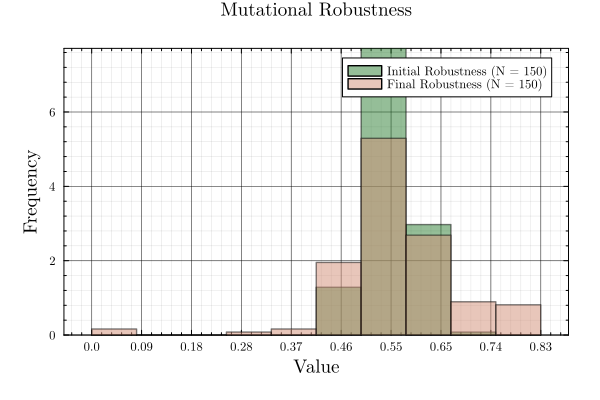 Mutational Robustness
Initial Robustness (N = 150)
Final Robustness (N = 150)
Frequency
6
4
2
0
0.0 0.09 0.18 0.28 0.37 0.46 0.55 0.65 0.74 0.83
Value